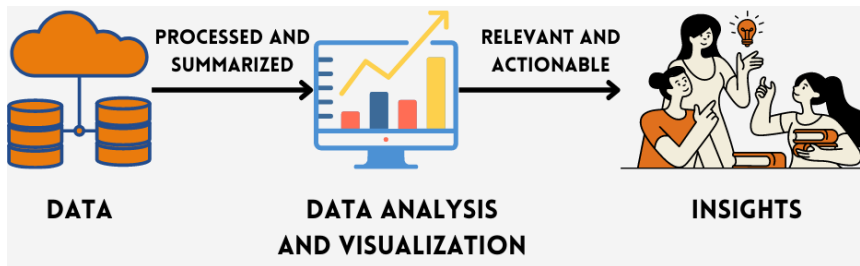 PROCESSED AND
SUMMARIZED
RELEVANT AND
ACTIONABLE
DATA
DATA ANALYSIS
AND VISUALIZATION
INSIGHTS